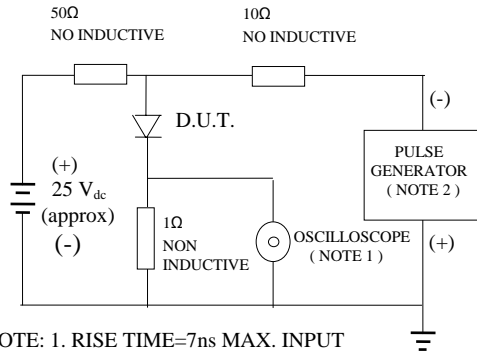 50Ω
NO INDUCTIVE
10Ω
NO INDUCTIVE
(-)
D.U.T.
PULSE
GENERATOR
( NOTE 2 )
(+)
25 Vdc
(approx)
(-)
1Ω
NON
INDUCTIVE
OSCILLOSCOPE
( NOTE 1 )
(+)
OTE: 1. RISE TIME=7ns MAX. INPUT